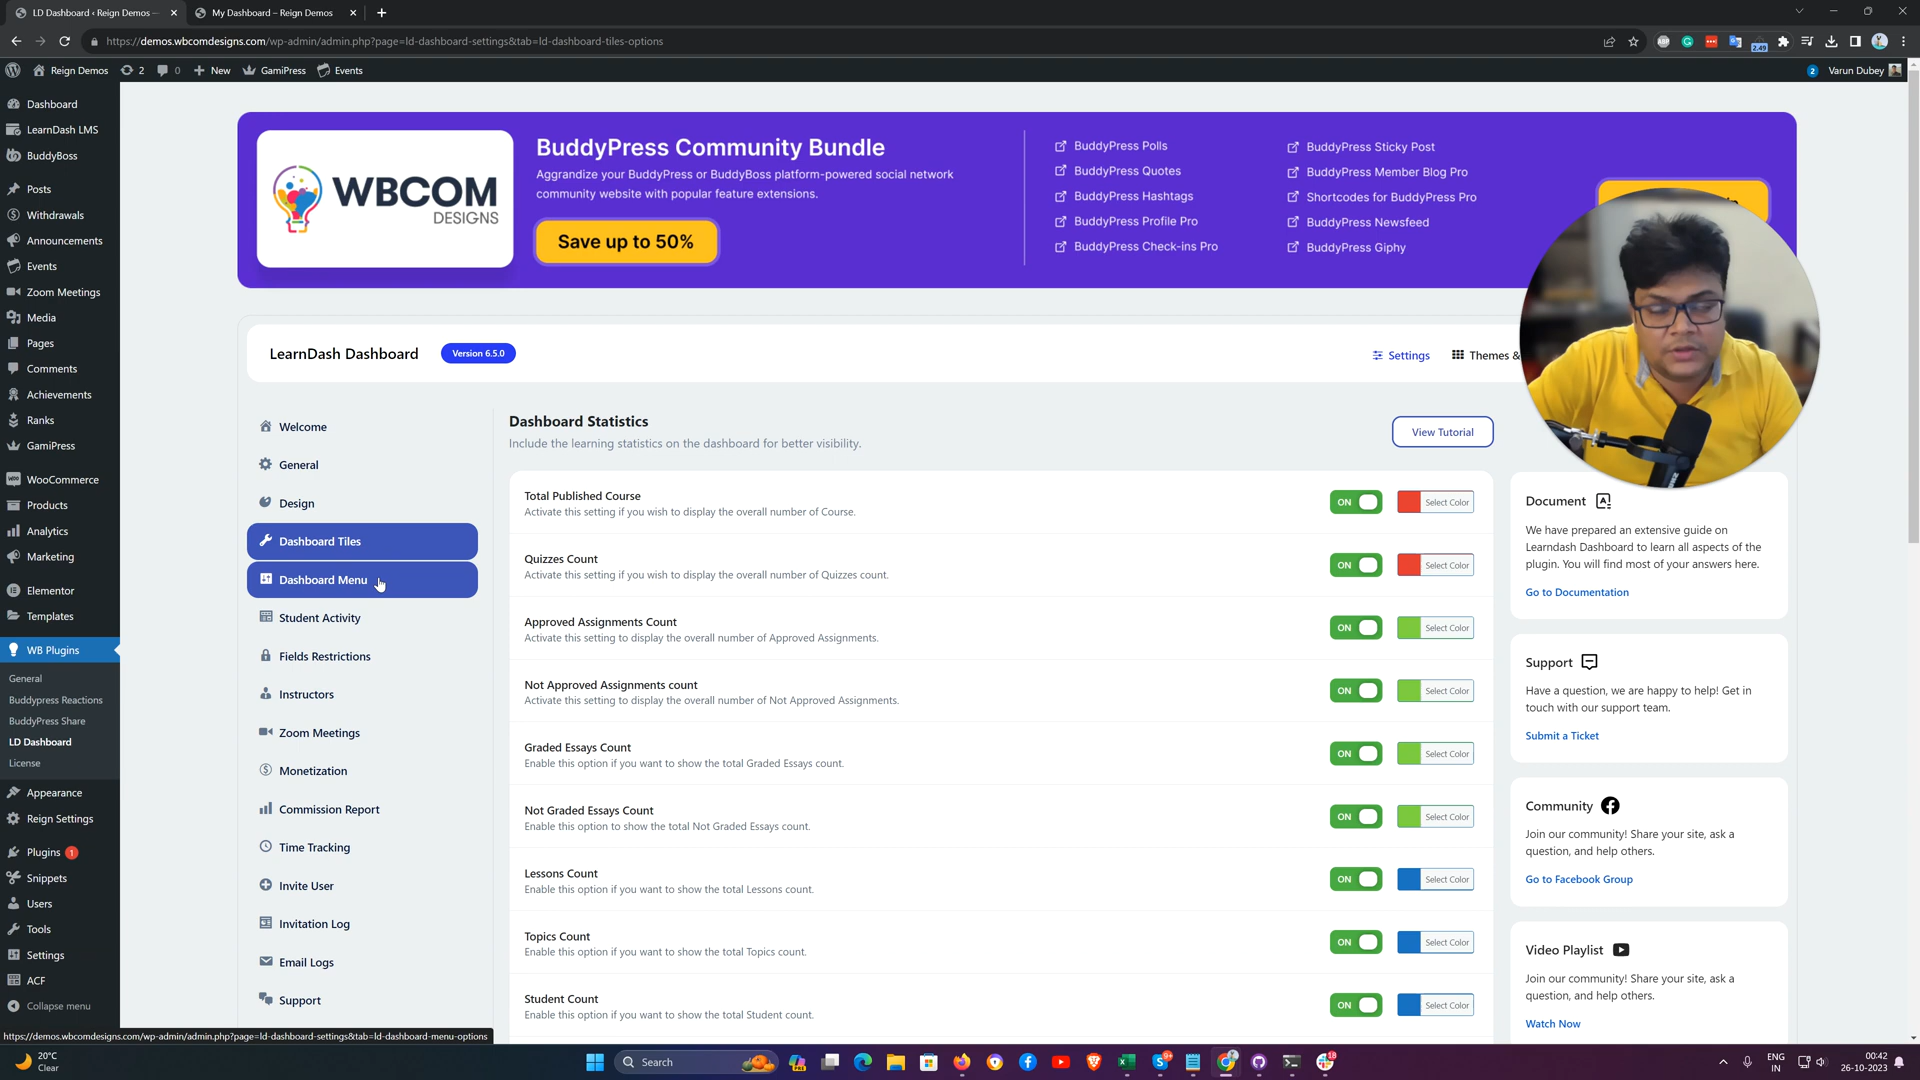 LD Dashboard ‹ Reign Demos —
My Dashboard – Reign Demos
https://demos.wbcomdesigns.com/wp-admin/admin.php?page=ld-dashboard-settings&tab=ld-dashboard-tiles-options
2.49
Reign Demos
2
0
New
GamiPress
Events
2
Varun Dubey
Dashboard
LearnDash LMS
BuddyBoss
Posts
Withdrawals
Announcements
Events
Zoom Meetings
Media
Pages
Comments
Achievements
Ranks
GamiPress
WooCommerce
Products
Analytics
Marketing
Elementor
Templates
WB Plugins
General
Buddypress Reactions
BuddyPress Share
LD Dashboard
License
Appearance
Reign Settings
Plugins 1
Snippets
Users
Tools
Settings
ACF
Collapse menu
WBCOM
DESIGNS
BuddyPress Community Bundle
Aggrandize your BuddyPress or BuddyBoss platform-powered social network
community website with popular feature extensions.
Save up to 50%
BuddyPress Polls
BuddyPress Quotes
BuddyPress Hashtags
BuddyPress Profile Pro
BuddyPress Check-ins Pro
BuddyPress Sticky Post
BuddyPress Member Blog Pro
Shortcodes for BuddyPress Pro
BuddyPress Newsfeed
BuddyPress Giphy
LearnDash Dashboard
Version 6.5.0
Settings
Themes &
Welcome
General
Design
Dashboard Tiles
Dashboard Menu
Student Activity
Fields Restrictions
Instructors
Zoom Meetings
Monetization
Commission Report
Time Tracking
Invite User
Invitation Log
Email Logs
Support
Dashboard Statistics
Include the learning statistics on the dashboard for better visibility.
View Tutorial
Total Published Course
Activate this setting if you wish to display the overall number of Course.
ON
Select Color
Quizzes Count
Activate this setting if you wish to display the overall number of Quizzes count.
ON
Select Color
Approved Assignments Count
Activate this setting to display the overall number of Approved Assignments.
ON
Select Color
Not Approved Assignments count
Activate this setting to display the overall number of Not Approved Assignments.
ON
Select Color
Graded Essays Count
Enable this option if you want to show the total Graded Essays count.
ON
Select Color
Not Graded Essays Count
Enable this option to show the total Not Graded Essays count.
ON
Select Color
Lessons Count
Enable this option if you want to show the total Lessons count.
ON
Select Color
Topics Count
Enable this option if you want to show the total Topics count.
ON
Select Color
Student Count
Enable this option if you want to show the total Student count.
ON
Select Color
Document
We have prepared an extensive guide on
Learndash Dashboard to learn all aspects of the
plugin. You will find most of your answers here.
Go to Documentation
Support
Have a question, we are happy to help! Get in
touch with our support team.
Submit a Ticket
Community
Join our community! Share your site, ask a
question, and help others.
Go to Facebook Group
Video Playlist
Join our community! Share your site, ask a
question, and help others.
Watch Now
https://demos.wbcomdesigns.com/wp-admin/admin.php?page=ld-dashboard-settings&tab=ld-dashboard-menu-options
20°C
Clear
Search
9+
18
ENG
IN
00:42
26-10-2023